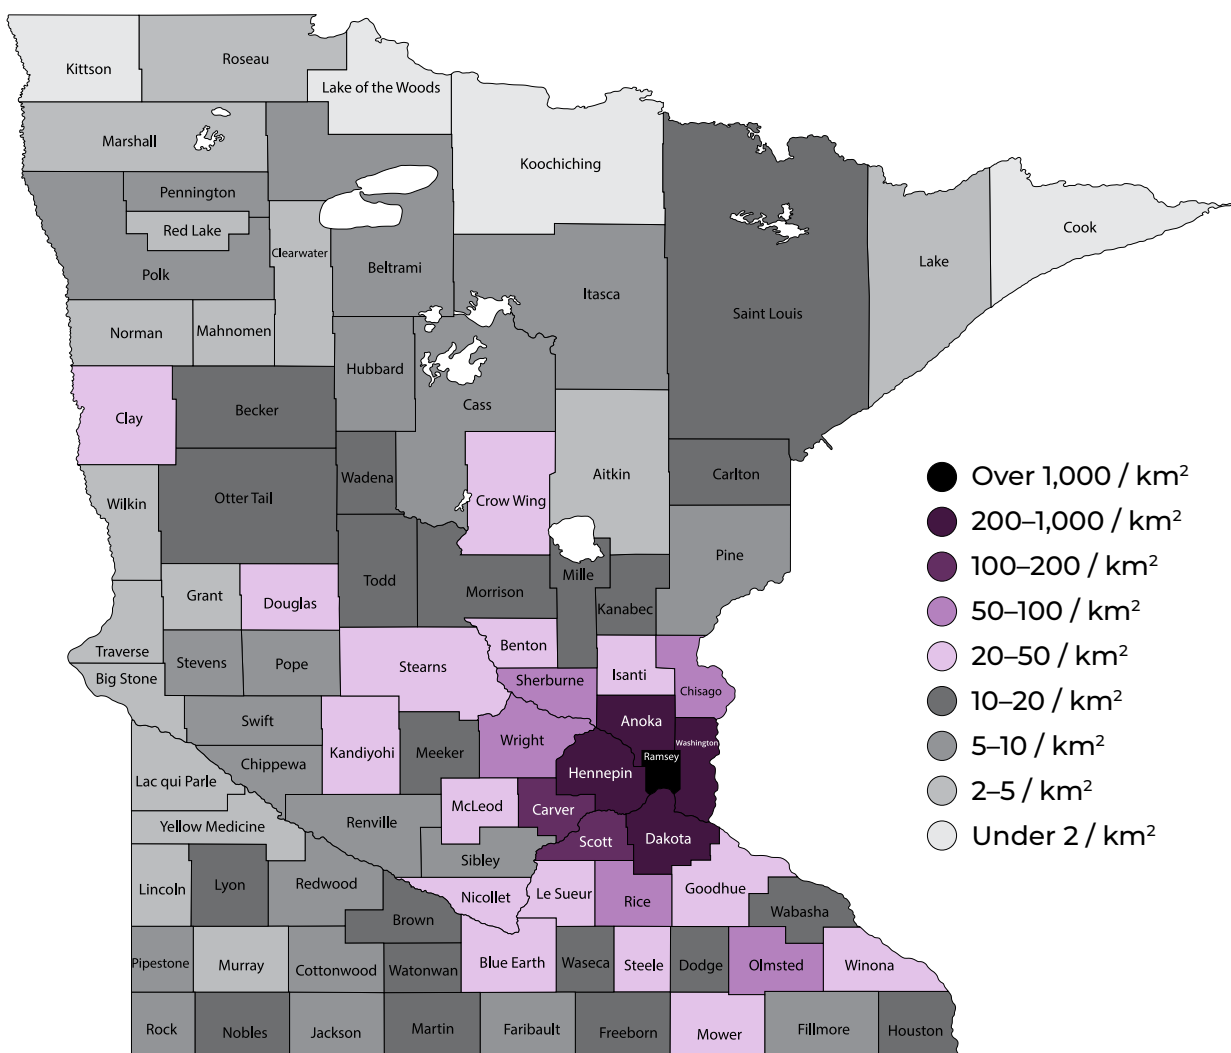 Kittson
Roseau
Lake of the Woods
Marshall
Koochiching
Pennington
Red Lake
Cook
Clearwater
Lake
Beltrami
Polk
Itasca
Saint Louis
Norman
Mahnomen
Hubbard
Cass
Clay
Becker
Aitkin
Carlton
Wadena
Otter Tail
Crow Wing
Wilkin
Pine
Mille
Todd
Morrison
Grant
Douglas
Kanabec
Benton
Traverse
Stevens
Pope
Stearns
Isanti
Big Stone
Sherburne
Chisago
Swift
Anoka
Wright
Washington
Kandiyohi
Meeker
Ramsey
Chippewa
Hennepin
Lac qui Parle
McLeod
Carver
Renville
Yellow Medicine
Scott
Dakota
Sibley
Lincoln
Lyon
Redwood
Nicollet
Le Sueur
Rice
Goodhue
Brown
Wabasha
Pipestone
Murray
Cottonwood
Watonwan
Blue Earth
Waseca
Steele
Dodge
Olmsted
Winona
Rock
Nobles
Jackson
Martin
Faribault
Freeborn
Mower
Fillmore
Houston
Over 1,000 / km²
200–1,000 / km²
100–200 / km²
50–100 / km²
20–50 / km²
10–20 / km²
5–10 / km²
2–5 / km²
Under 2 / km²